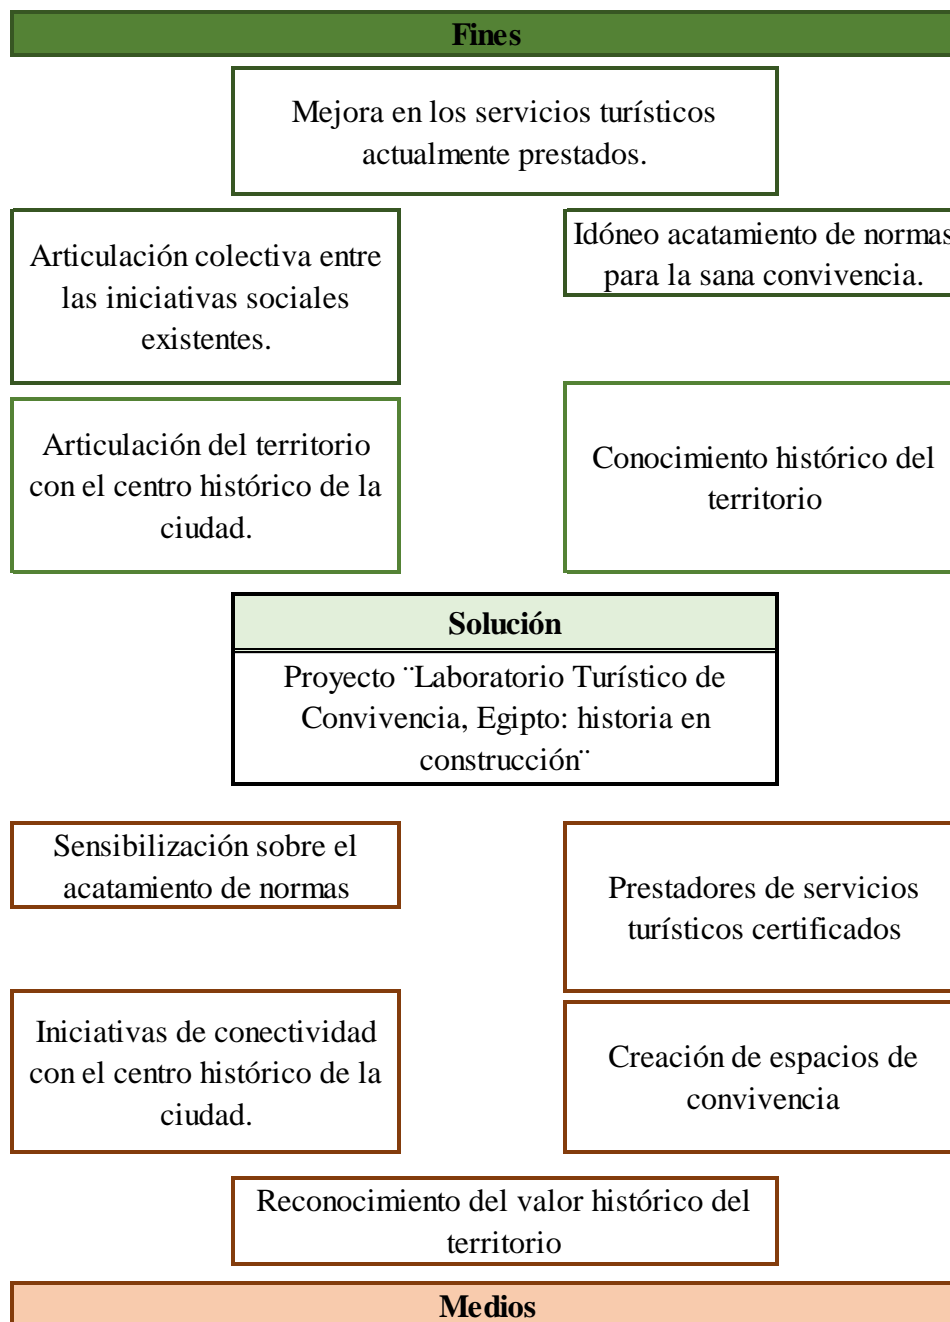 Fines
Mejora en los servicios turísticos
actualmente prestados.
Articulación colectiva entre
las iniciativas sociales
existentes.
Idóneo acatamiento de normas
para la sana convivencia.
Articulación del territorio
con el centro histórico de la
ciudad.
Conocimiento histórico del
territorio
Solución
Proyecto ¨Laboratorio Turístico de
Convivencia, Egipto: historia en
construcción¨
Sensibilización sobre el
acatamiento de normas
Prestadores de servicios
turísticos certificados
Iniciativas de conectividad
con el centro histórico de la
ciudad.
Creación de espacios de
convivencia
Reconocimiento del valor histórico del
territorio
Medios